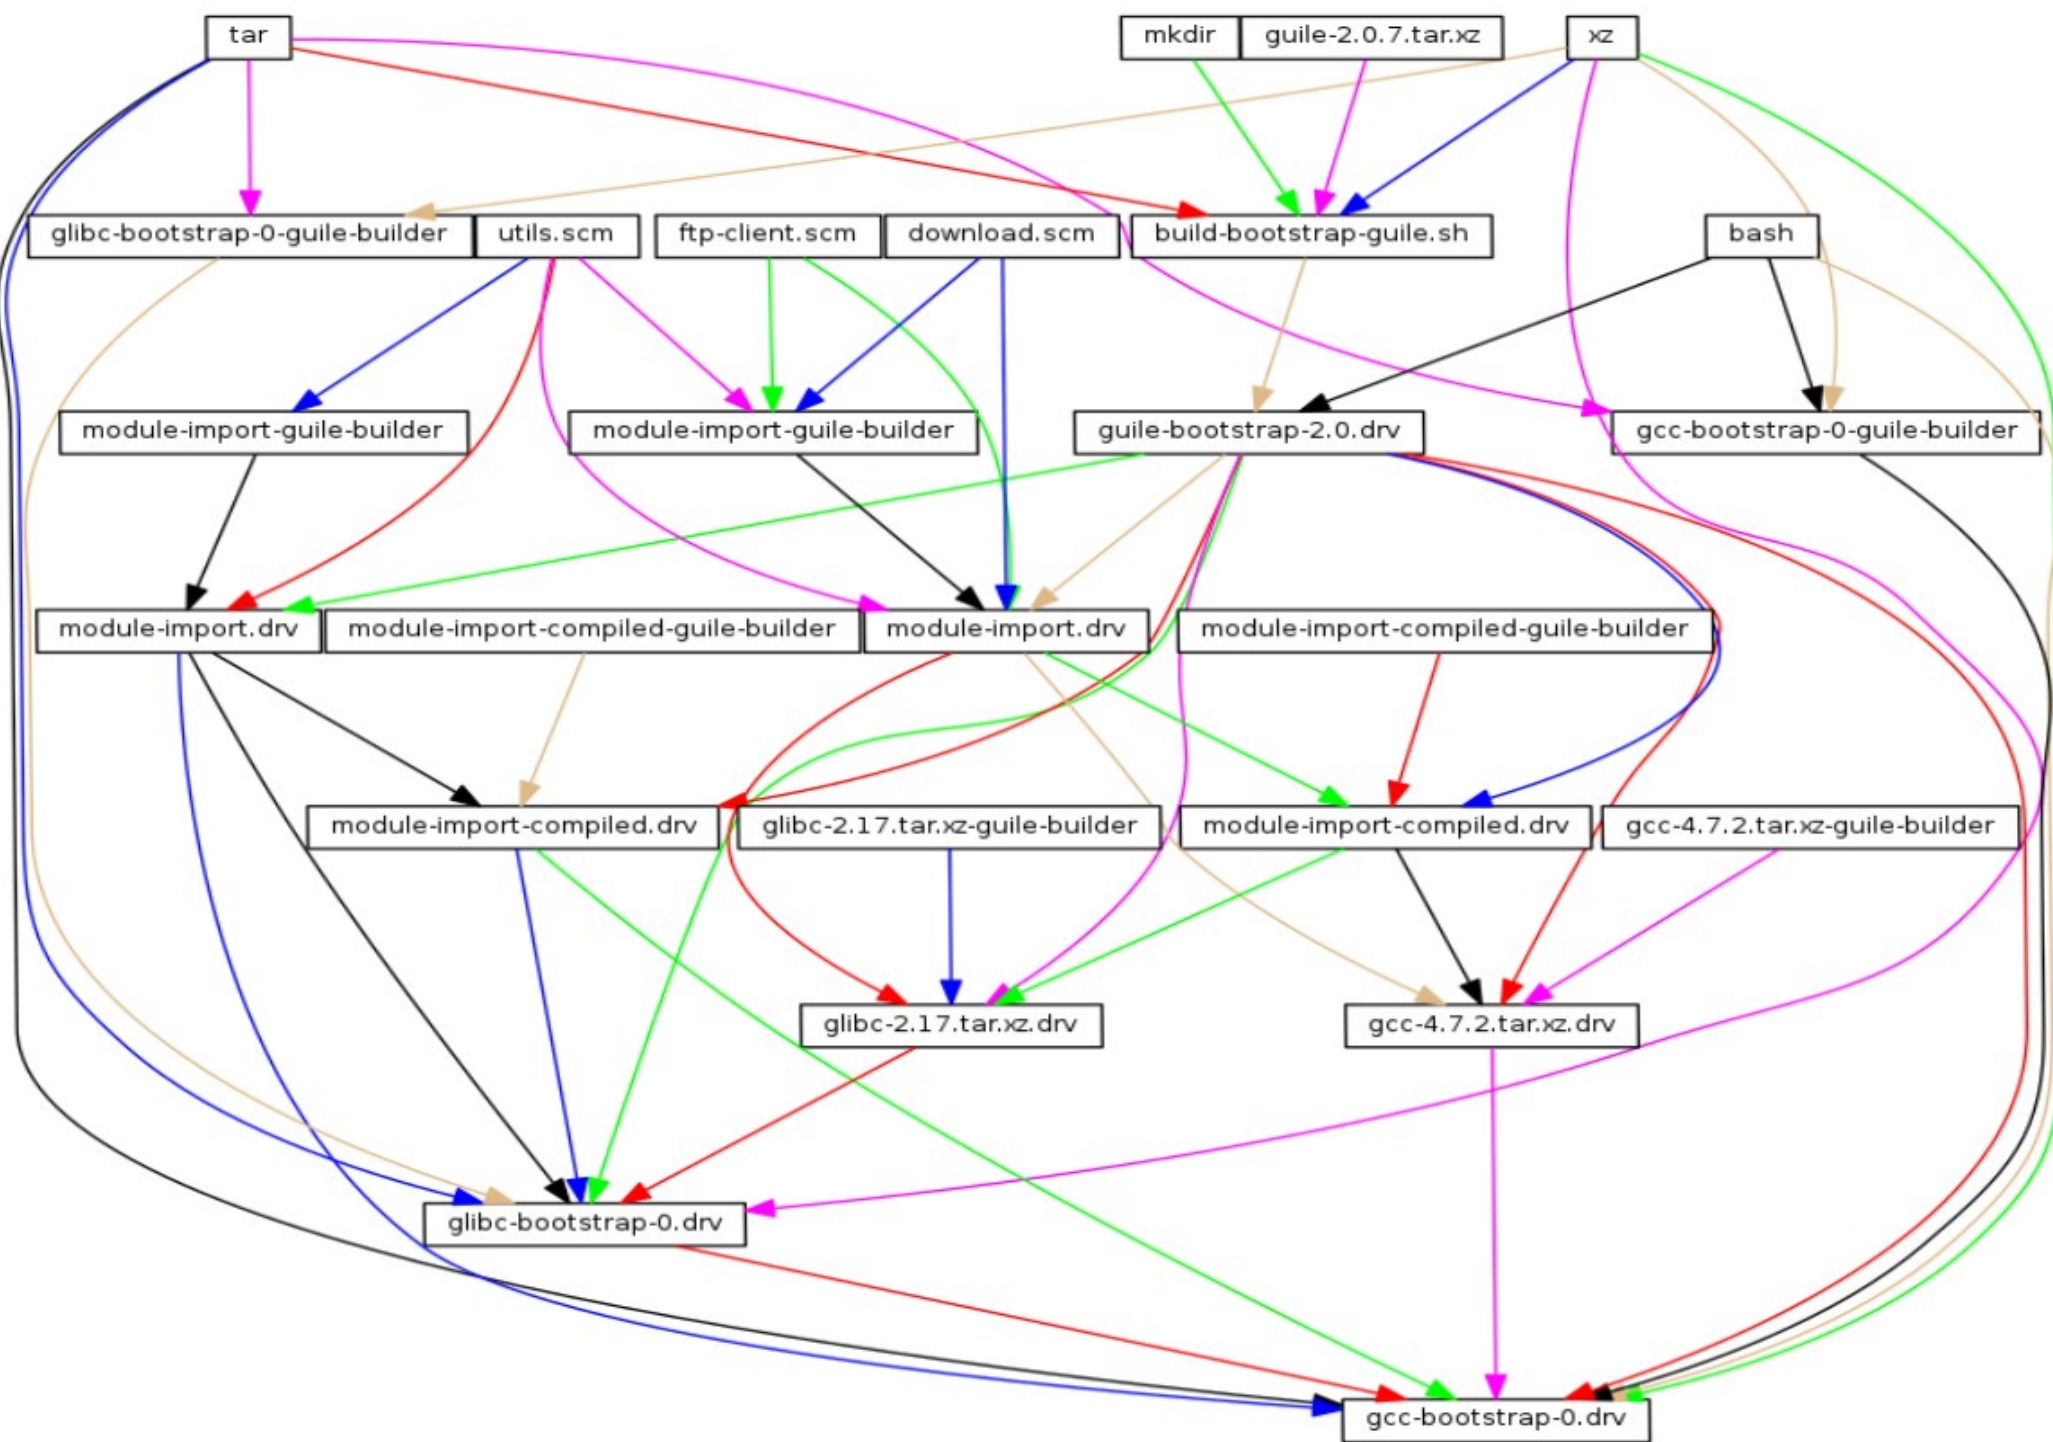 tar
mkdir
guile-2.0.7.tar.xz
xz
glibc-bootstrap-0-guile-builder
utils.scm
ftp-client.scm
download.scm
build-bootstrap-guile.sh
bash
module-import-guile-builder
module-import-guile-builder
guile-bootstrap-2.0.drv
gcc-bootstrap-0-guile-builder
module-import.drv
module-import-compiled-guile-builder
module-import.drv
module-import-compiled-guile-builder
module-import-compiled.drv
glibc-2.17.tar.xz-guile-builder
module-import-compiled.drv
gcc-4.7.2.tar.xz-guile-builder
glibc-2.17.tar.xz.drv
gcc-4.7.2.tar.xz.drv
glibc-bootstrap-0.drv
gcc-bootstrap-0.drv